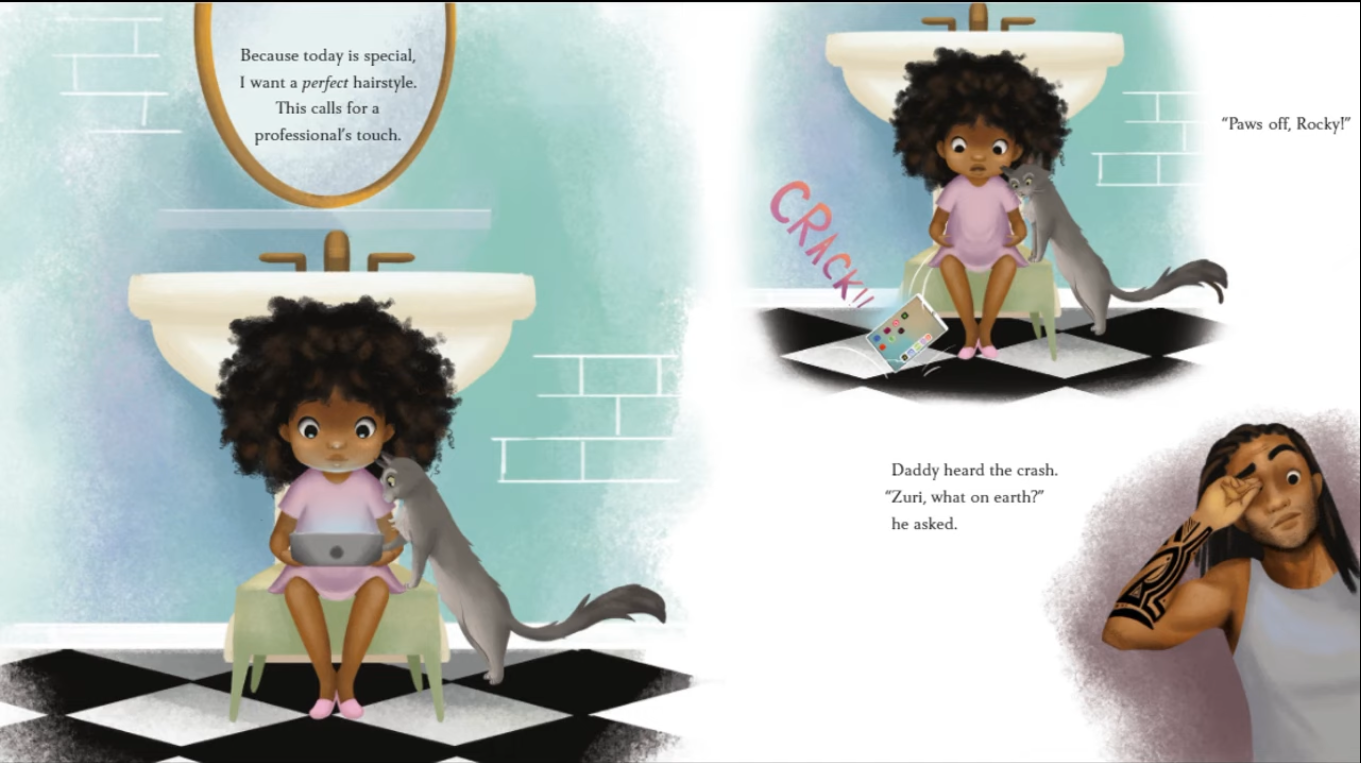 Because today is special,
I want a perfect hairstyle.
This calls for a
professional's touch.
CRACK!!
“Paws off, Rocky!”
Daddy heard the crash.
“Zuri, what on earth?”
he asked.